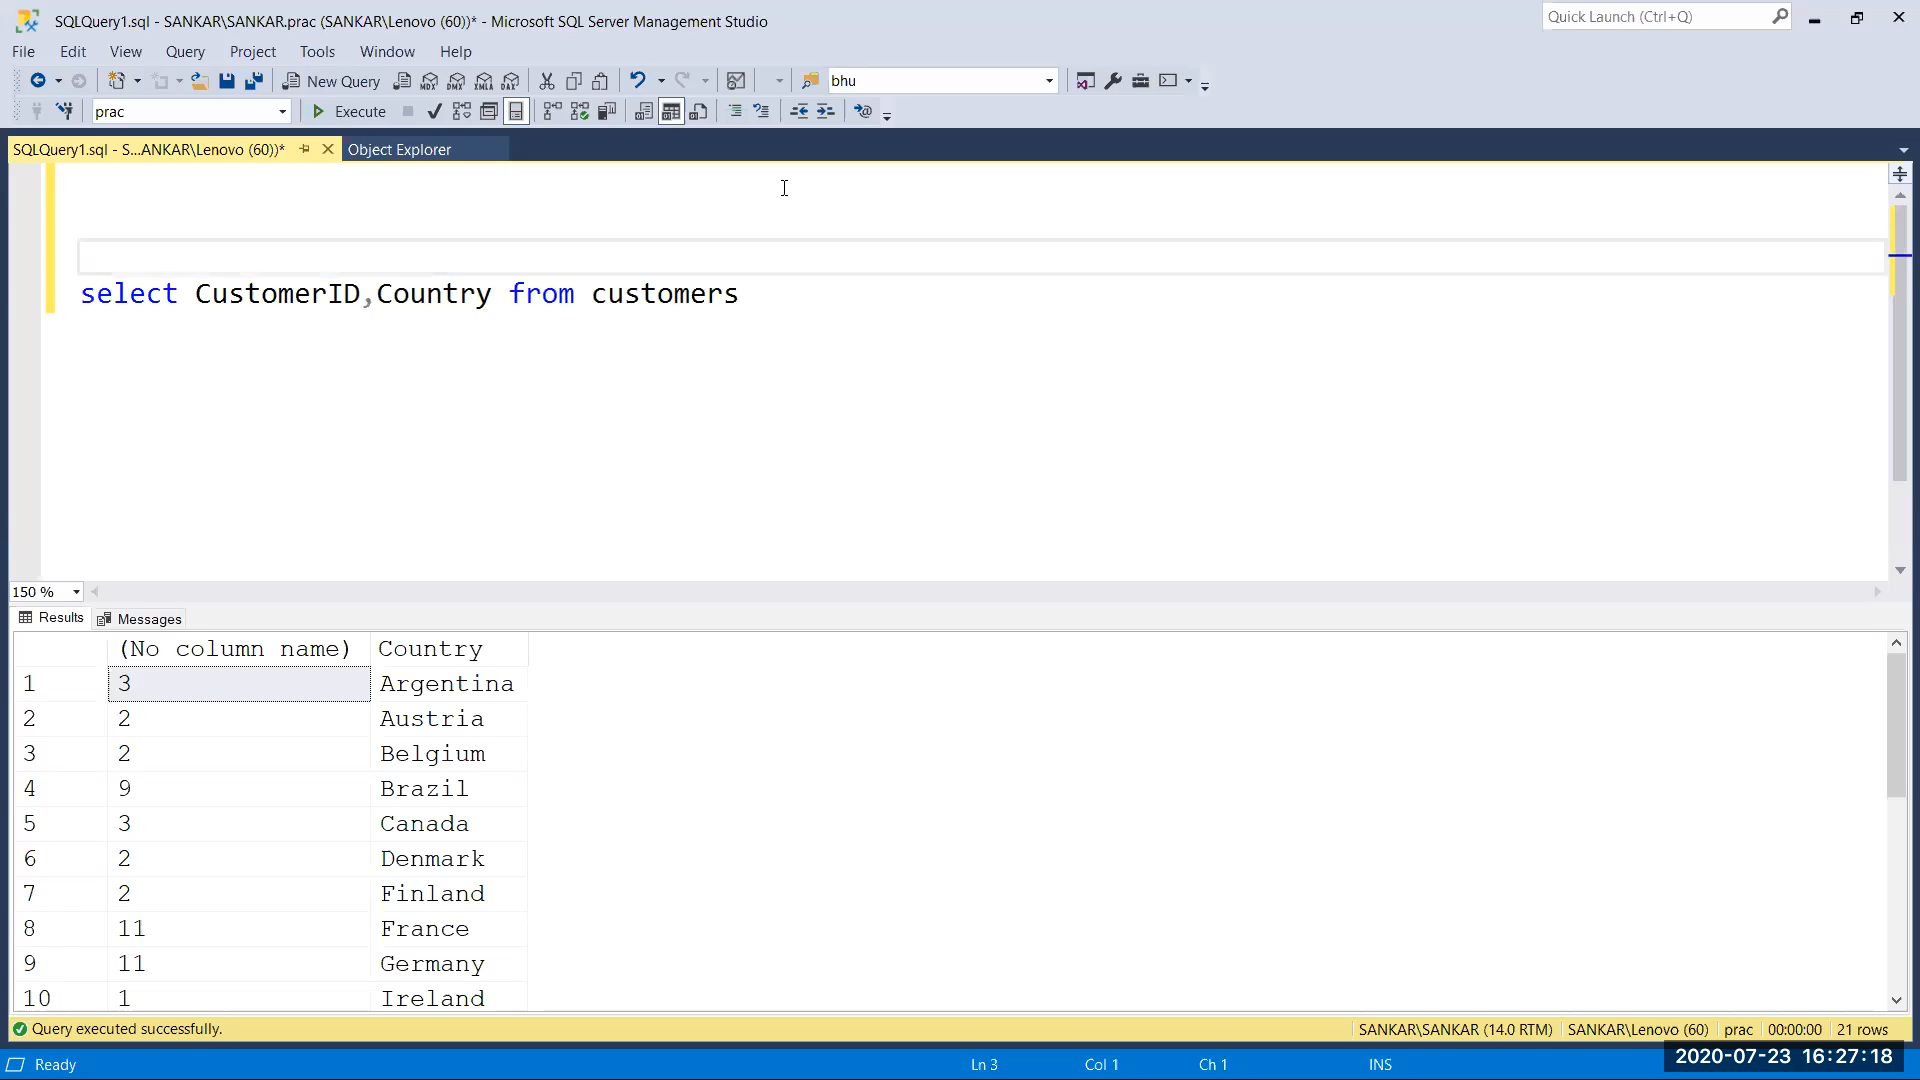 SQLQuery1.sql - SANKAR\SANKAR.prac (SANKAR\Lenovo (60))* - Microsoft SQL Server Management Studio
Quick Launch (Ctrl+Q)
File Edit View Query Project Tools Window Help
New Query MDX DMX XMLA DAX bhu
prac Execute
SQLQuery1.sql - S...ANKAR\Lenovo (60))* Object Explorer
select CustomerID,Country from customers
150 %
Results Messages
(No column name) Country
1 3 Argentina
2 2 Austria
3 2 Belgium
4 9 Brazil
5 3 Canada
6 2 Denmark
7 2 Finland
8 11 France
9 11 Germany
10 1 Ireland
Query executed successfully. SANKAR\SANKAR (14.0 RTM) SANKAR\Lenovo (60) prac 00:00:00 21 rows
Ready Ln 3 Col 1 Ch 1 INS
2020-07-23 16:27:18